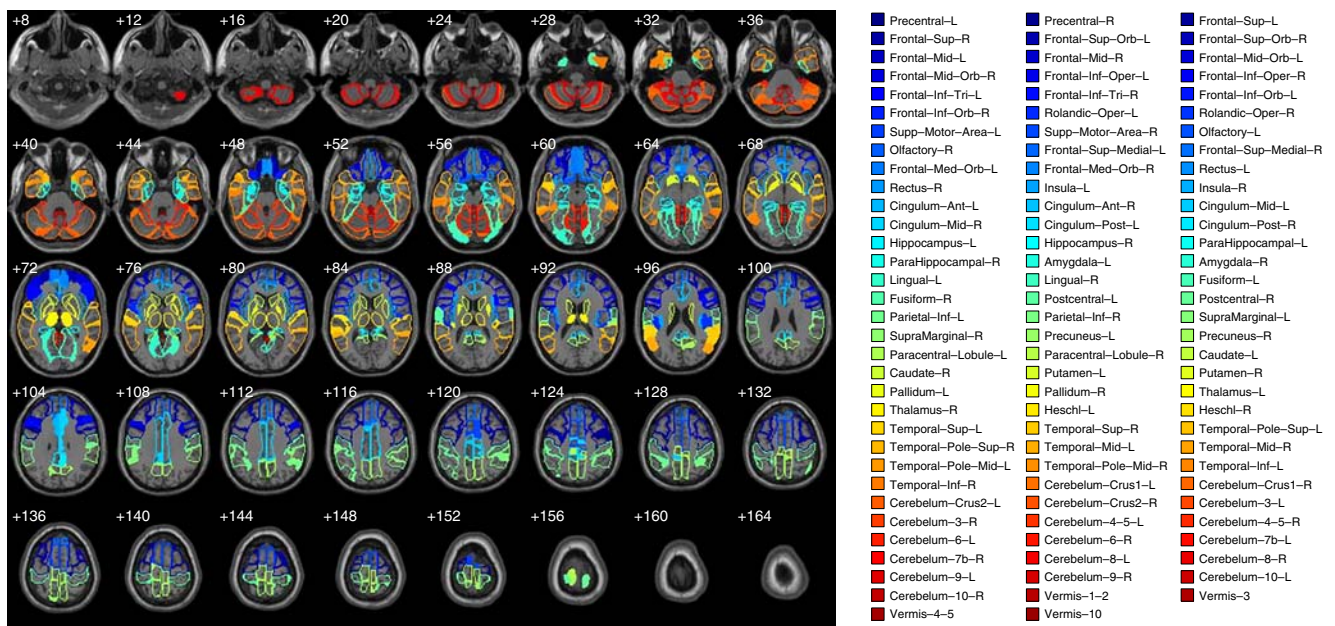 +8 +12 +16 +20 +24 +28 +32 +36
+40 +44 +48 +52 +56 +60 +64 +68
+72 +76 +80 +84 +88 +92 +96 +100
+104 +108 +112 +116 +120 +124 +128 +132
+136 +140 +144 +148 +152 +156 +160 +164
Precentral–L Precentral–R Frontal–Sup–L
Frontal–Sup–R Frontal–Sup–Orb–L Frontal–Sup–Orb–R
Frontal–Mid–L Frontal–Mid–R Frontal–Mid–Orb–L
Frontal–Mid–Orb–R Frontal–Inf–Oper–L Frontal–Inf–Oper–R
Frontal–Inf–Tri–L Frontal–Inf–Tri–R Frontal–Inf–Orb–L
Frontal–Inf–Orb–R Rolandic–Oper–L Rolandic–Oper–R
Supp–Motor–Area–L Supp–Motor–Area–R Olfactory–L
Olfactory–R Frontal–Sup–Medial–L Frontal–Sup–Medial–R
Frontal–Med–Orb–L Frontal–Med–Orb–R Rectus–L
Rectus–R Insula–L Insula–R
Cingulum–Ant–L Cingulum–Ant–R Cingulum–Mid–L
Cingulum–Mid–R Cingulum–Post–L Cingulum–Post–R
Hippocampus–L Hippocampus–R ParaHippocampal–L
ParaHippocampal–R Amygdala–L Amygdala–R
Lingual–L Lingual–R Fusiform–L
Fusiform–R Postcentral–L Postcentral–R
Parietal–Inf–L Parietal–Inf–R SupraMarginal–L
SupraMarginal–R Precuneus–L Precuneus–R
Paracentral–Lobule–L Paracentral–Lobule–R Caudate–L
Caudate–R Putamen–L Putamen–R
Pallidum–L Pallidum–R Thalamus–L
Thalamus–R Heschl–L Heschl–R
Temporal–Sup–L Temporal–Sup–R Temporal–Pole–Sup–L
Temporal–Pole–Sup–R Temporal–Mid–L Temporal–Mid–R
Temporal–Pole–Mid–L Temporal–Pole–Mid–R Temporal–Inf–L
Temporal–Inf–R Cerebelum–Crus1–L Cerebelum–Crus1–R
Cerebelum–Crus2–L Cerebelum–Crus2–R Cerebelum–3–L
Cerebelum–3–R Cerebelum–4–5–L Cerebelum–4–5–R
Cerebelum–6–L Cerebelum–6–R Cerebelum–7b–L
Cerebelum–7b–R Cerebelum–8–L Cerebelum–8–R
Cerebelum–9–L Cerebelum–9–R Cerebelum–10–L
Cerebelum–10–R Vermis–1–2 Vermis–3
Vermis–4–5 Vermis–10